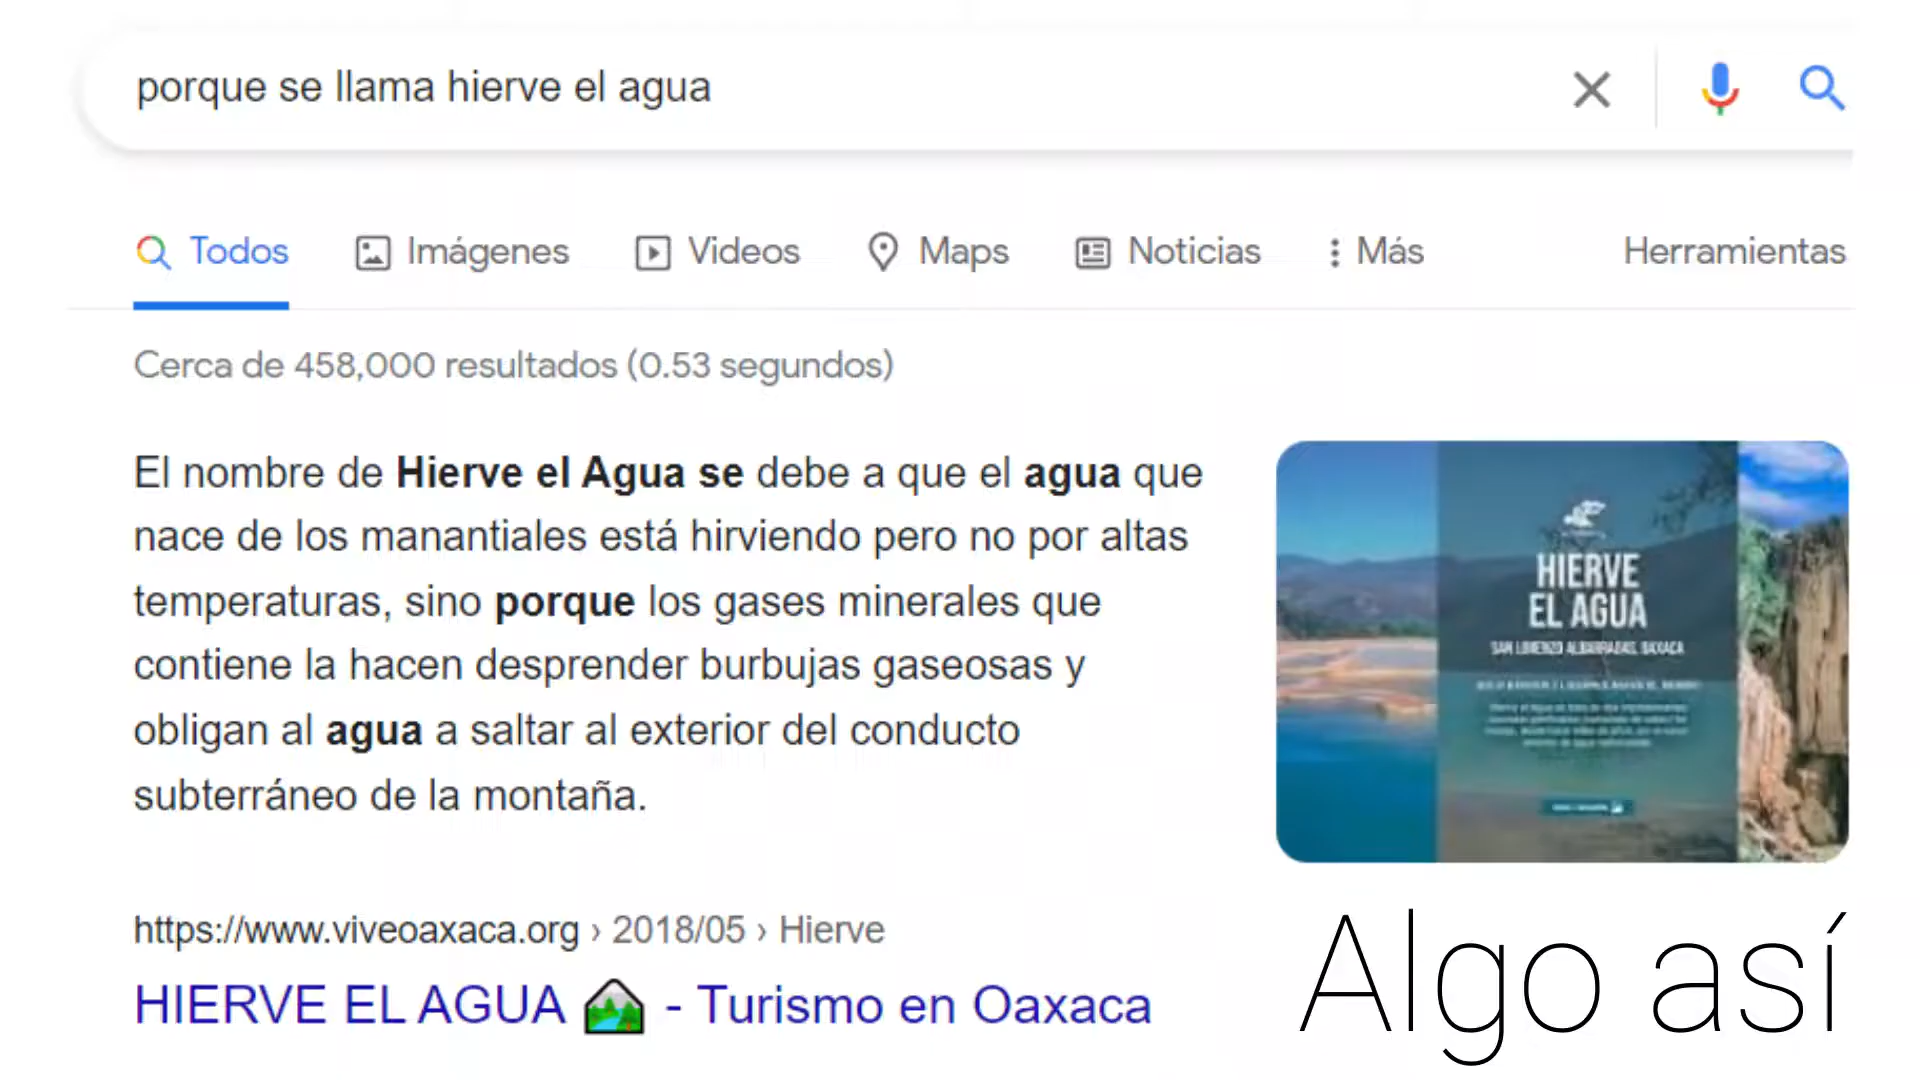 porque se llama hierve el agua
Todos Imágenes Videos Maps Noticias Más Herramientas
Cerca de 458,000 resultados (0.53 segundos)
El nombre de Hierve el Agua se debe a que el agua que
nace de los manantiales está hirviendo pero no por altas
temperaturas, sino porque los gases minerales que
contiene la hacen desprender burbujas gaseosas y
obligan al agua a saltar al exterior del conducto
subterráneo de la montaña.
HIERVE
EL AGUA
SAN LORENZO ALBARRADAS, OAXACA
https://www.viveoaxaca.org › 2018/05 › Hierve
HIERVE EL AGUA - Turismo en Oaxaca
Algo así